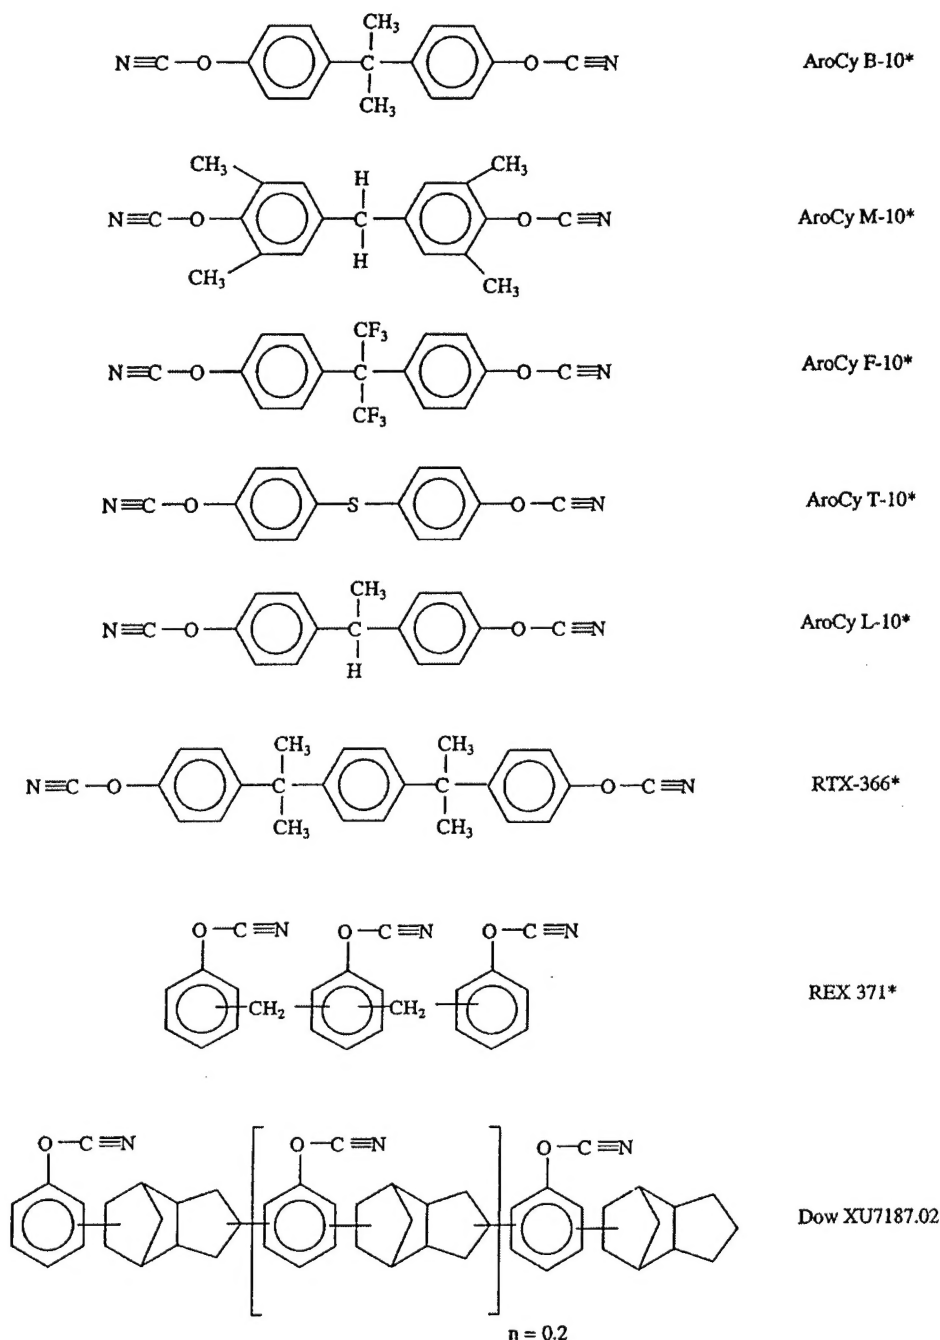 CH₃
N≡C—O—C—O—C≡N AroCy B-10*
CH₃
CH₃ H CH₃
N≡C—O—C—O—C≡N AroCy M-10*
CH₃ H CH₃
CF₃
N≡C—O—C—O—C≡N AroCy F-10*
CF₃
N≡C—O—S—O—C≡N AroCy T-10*
CH₃
N≡C—O—C—O—C≡N AroCy L-10*
H
CH₃ CH₃
N≡C—O—C—C—O—C≡N RTX-366*
CH₃ CH₃
O—C≡N O—C≡N O—C≡N
CH₂ CH₂ REX 371*
O—C≡N O—C≡N O—C≡N
Dow XU7187.02
n = 0.2